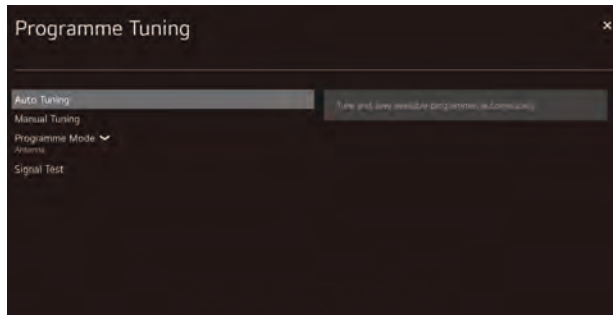 Programme Tuning
×
Auto Tuning
Tune and save available programmes automatically.
Manual Tuning
Programme Mode
Antenna
Signal Test